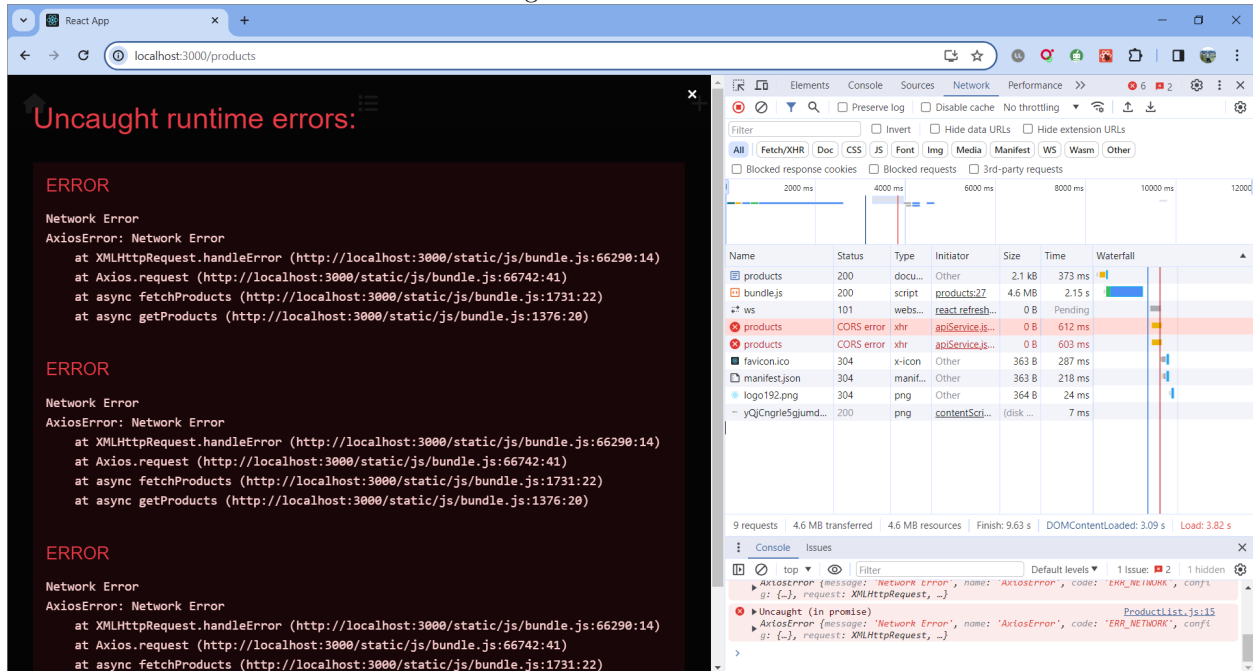 React App
localhost:3000/products
Uncaught runtime errors:
ERROR
Network Error
AxiosError: Network Error
at XMLHttpRequest.handleError (http://localhost:3000/static/js/bundle.js:66290:14)
at Axios.request (http://localhost:3000/static/js/bundle.js:66742:41)
at async fetchProducts (http://localhost:3000/static/js/bundle.js:1731:22)
at async getProducts (http://localhost:3000/static/js/bundle.js:1376:20)
ERROR
Network Error
AxiosError: Network Error
at XMLHttpRequest.handleError (http://localhost:3000/static/js/bundle.js:66290:14)
at Axios.request (http://localhost:3000/static/js/bundle.js:66742:41)
at async fetchProducts (http://localhost:3000/static/js/bundle.js:1731:22)
at async getProducts (http://localhost:3000/static/js/bundle.js:1376:20)
ERROR
Network Error
AxiosError: Network Error
at XMLHttpRequest.handleError (http://localhost:3000/static/js/bundle.js:66290:14)
at Axios.request (http://localhost:3000/static/js/bundle.js:66742:41)
at async fetchProducts (http://localhost:3000/static/js/bundle.js:1731:22)
Elements Console Sources Network Performance 6 2
Preserve log Disable cache No throttling
Filter Invert Hide data URLs Hide extension URLs
All Fetch/XHR Doc CSS JS Font Img Media Manifest WS Wasm Other
Blocked response cookies Blocked requests 3rd-party requests
2000 ms 4000 ms 6000 ms 8000 ms 10000 ms 12000
Name Status Type Initiator Size Time Waterfall
products 200 docu... Other 2.1 kB 373 ms
bundle.js 200 script products:27 4.6 MB 2.15 s
ws 101 webs... react refresh... 0 B Pending
products CORS error xhr apiService.js... 0 B 612 ms
products CORS error xhr apiService.js... 0 B 603 ms
favicon.ico 304 x-icon Other 363 B 287 ms
manifest.json 304 manif... Other 363 B 218 ms
logo192.png 304 png Other 364 B 24 ms
yQjCngrle5gjumd... 200 png contentScri... (disk ... 7 ms
9 requests 4.6 MB transferred 4.6 MB resources Finish: 9.63 s DOMContentLoaded: 3.09 s Load: 3.82 s
Console Issues
top Filter Default levels 1 Issue: 2 1 hidden
AxiosError {message: 'Network Error', name: 'AxiosError', code: 'ERR_NETWORK', confi
g: {…}, request: XMLHttpRequest, …}
Uncaught (in promise) ProductList.js:15
AxiosError {message: 'Network Error', name: 'AxiosError', code: 'ERR_NETWORK', confi
g: {…}, request: XMLHttpRequest, …}